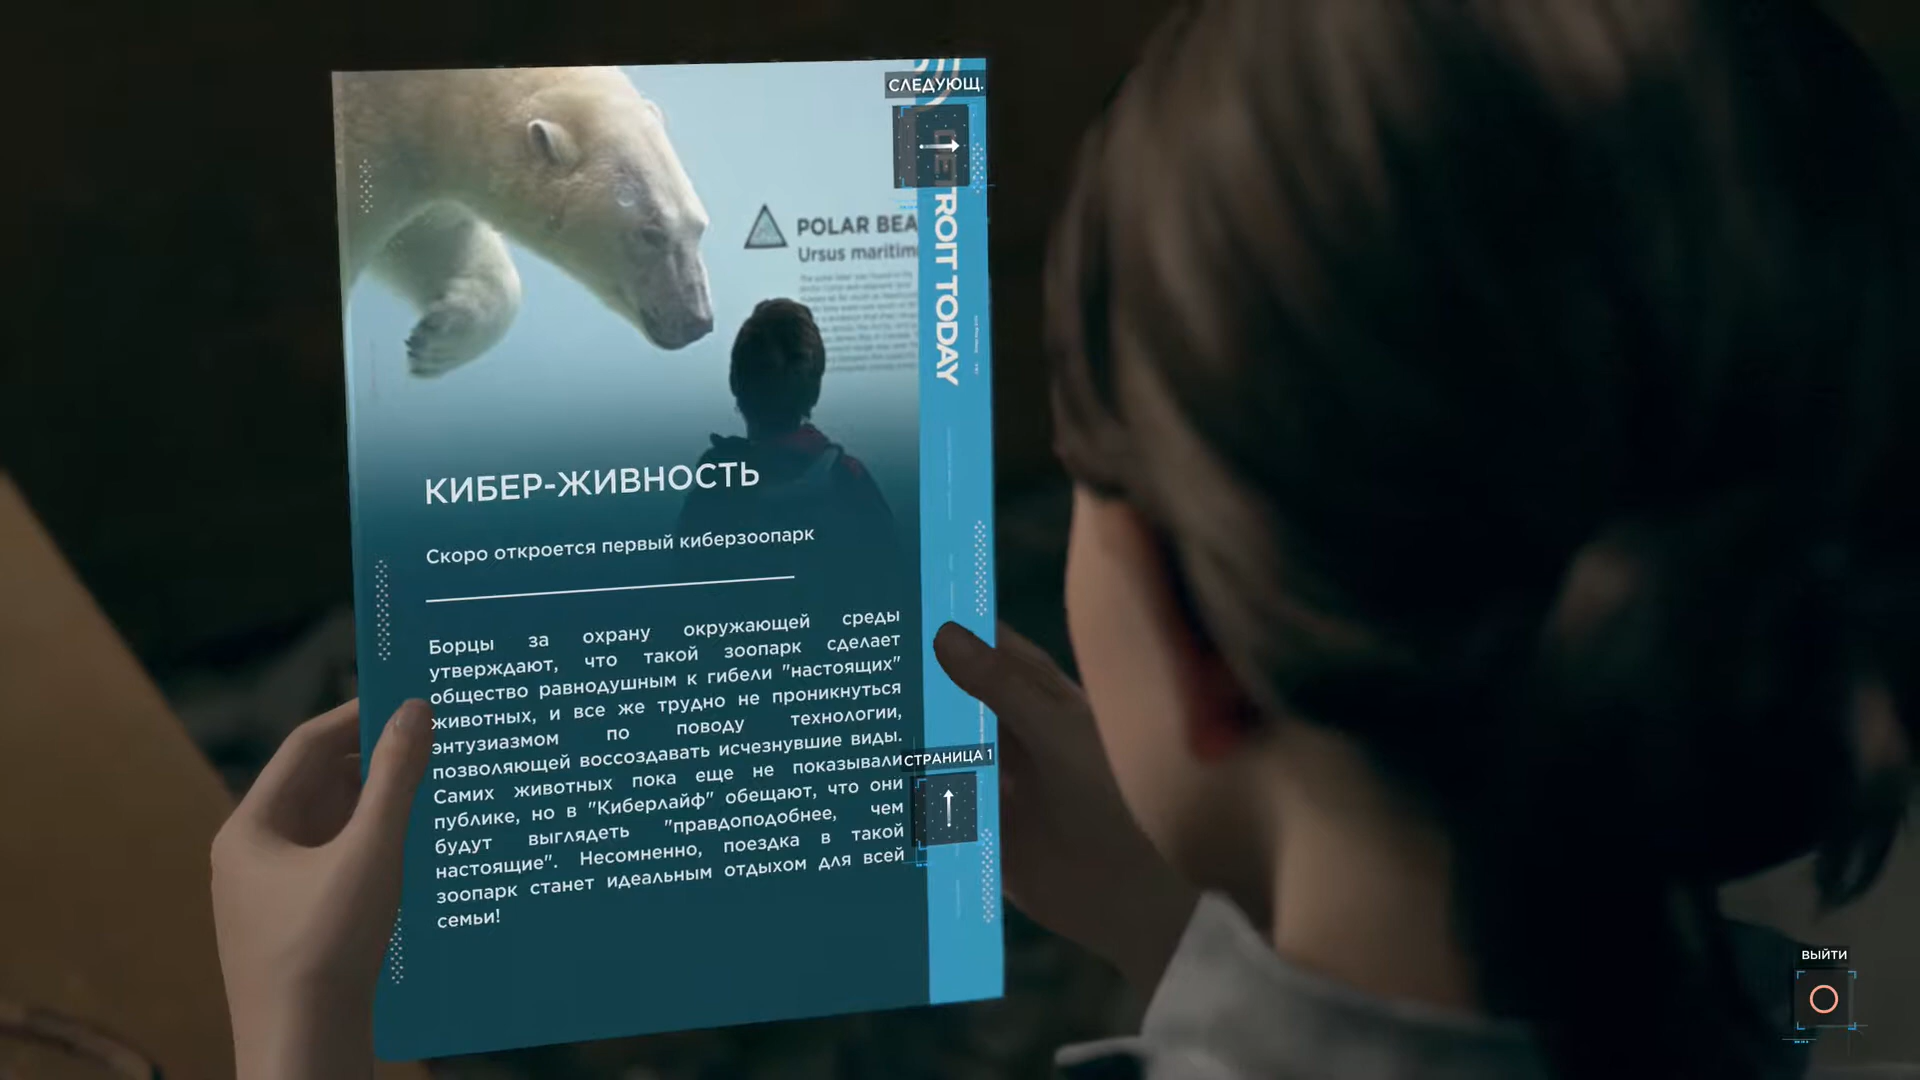 СЛЕДУЮЩ.
POLAR BEA
Ursus maritim
ROIT TODAY
КИБЕР-ЖИВНОСТЬ
Скоро откроется первый киберзоопарк
Борцы за охрану окружающей среды
утверждают, что такой зоопарк сделает
общество равнодушным к гибели "настоящих"
животных, и все же трудно не проникнуться
энтузиазмом по поводу технологии,
позволяющей воссоздавать исчезнувшие виды.
Самих животных пока еще не показывали
публике, но в "Киберлайф" обещают, что они
будут выглядеть "правдоподобнее, чем
настоящие". Несомненно, поездка в такой
зоопарк станет идеальным отдыхом для всей
семьи!
СТРАНИЦА 1
ВЫЙТИ